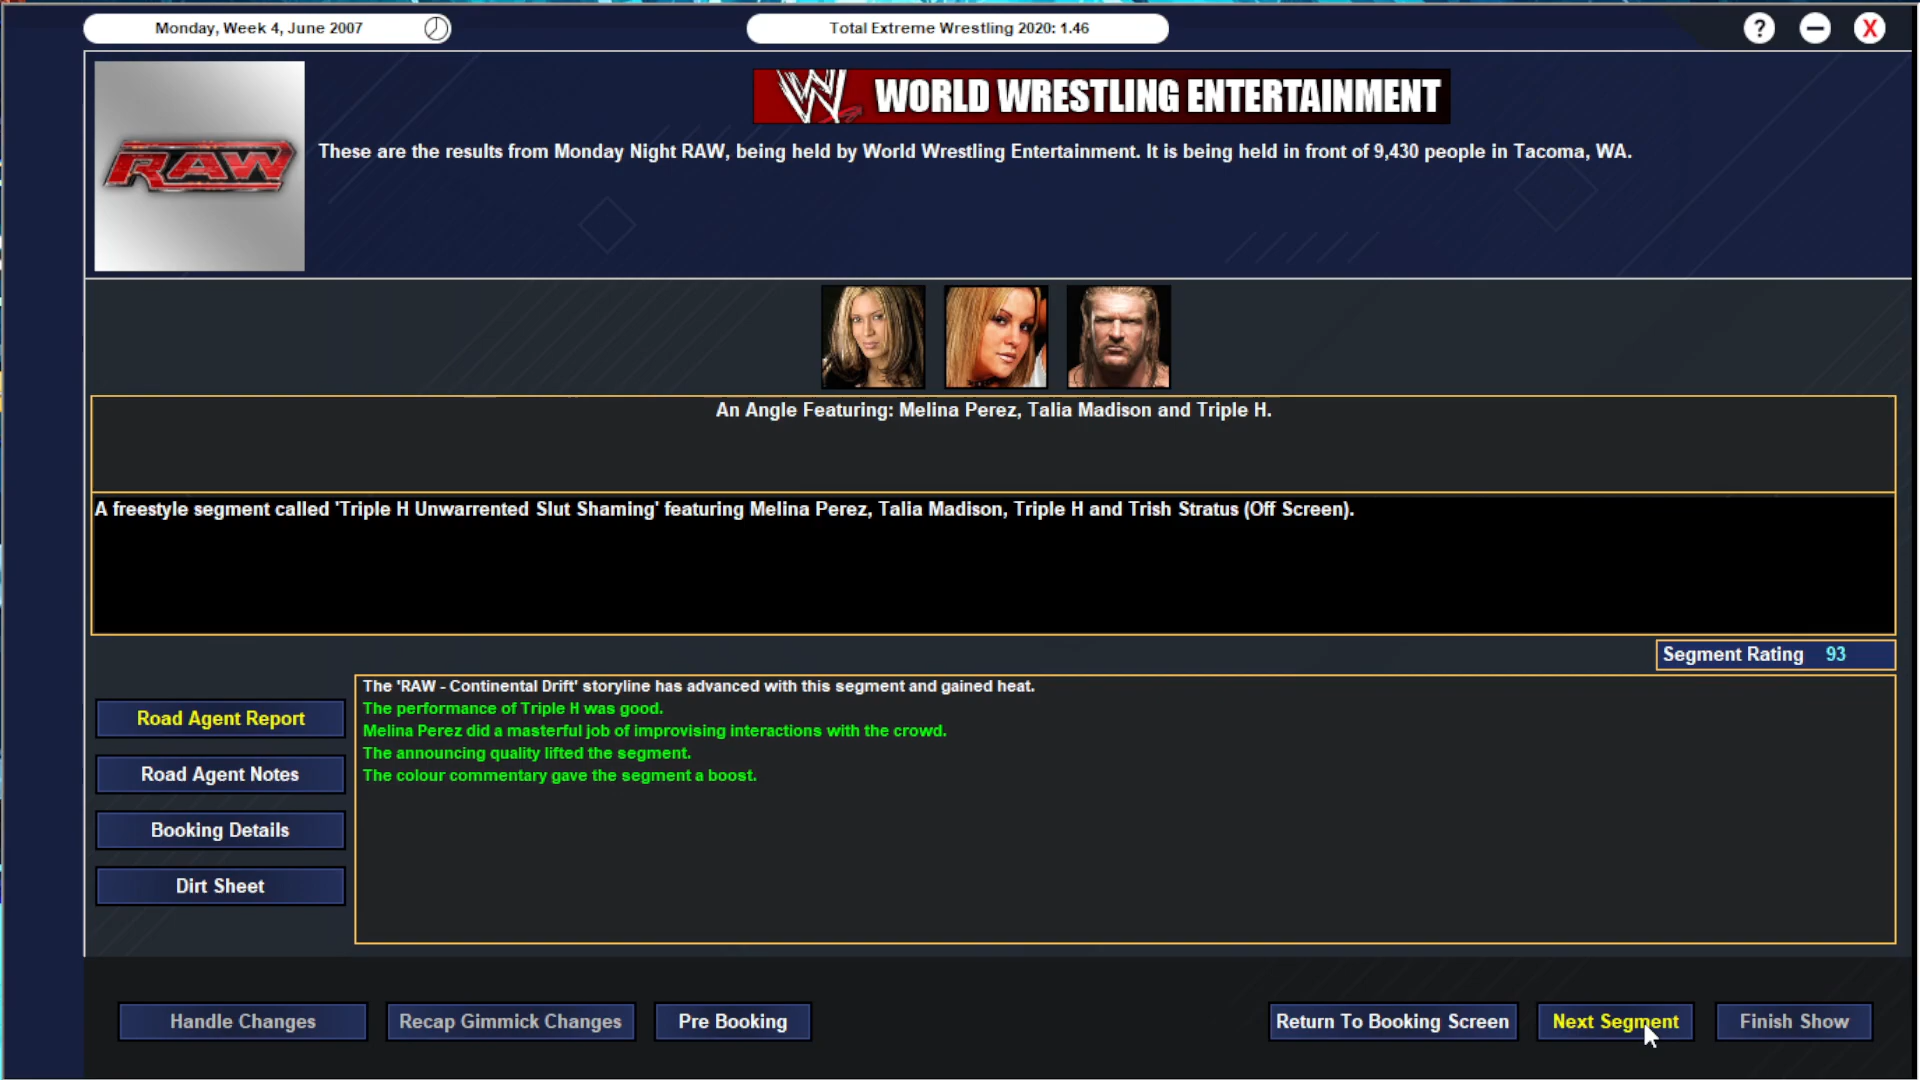 Monday, Week 4, June 2007
Total Extreme Wrestling 2020: 1.46
?
X
RAW
W WORLD WRESTLING ENTERTAINMENT
These are the results from Monday Night RAW, being held by World Wrestling Entertainment. It is being held in front of 9,430 people in Tacoma, WA.
An Angle Featuring: Melina Perez, Talia Madison and Triple H.
A freestyle segment called 'Triple H Unwarrented Slut Shaming' featuring Melina Perez, Talia Madison, Triple H and Trish Stratus (Off Screen).
Segment Rating 93
Road Agent Report
Road Agent Notes
Booking Details
Dirt Sheet
The 'RAW - Continental Drift' storyline has advanced with this segment and gained heat.
The performance of Triple H was good.
Melina Perez did a masterful job of improvising interactions with the crowd.
The announcing quality lifted the segment.
The colour commentary gave the segment a boost.
Handle Changes
Recap Gimmick Changes
Pre Booking
Return To Booking Screen
Next Segment
Finish Show